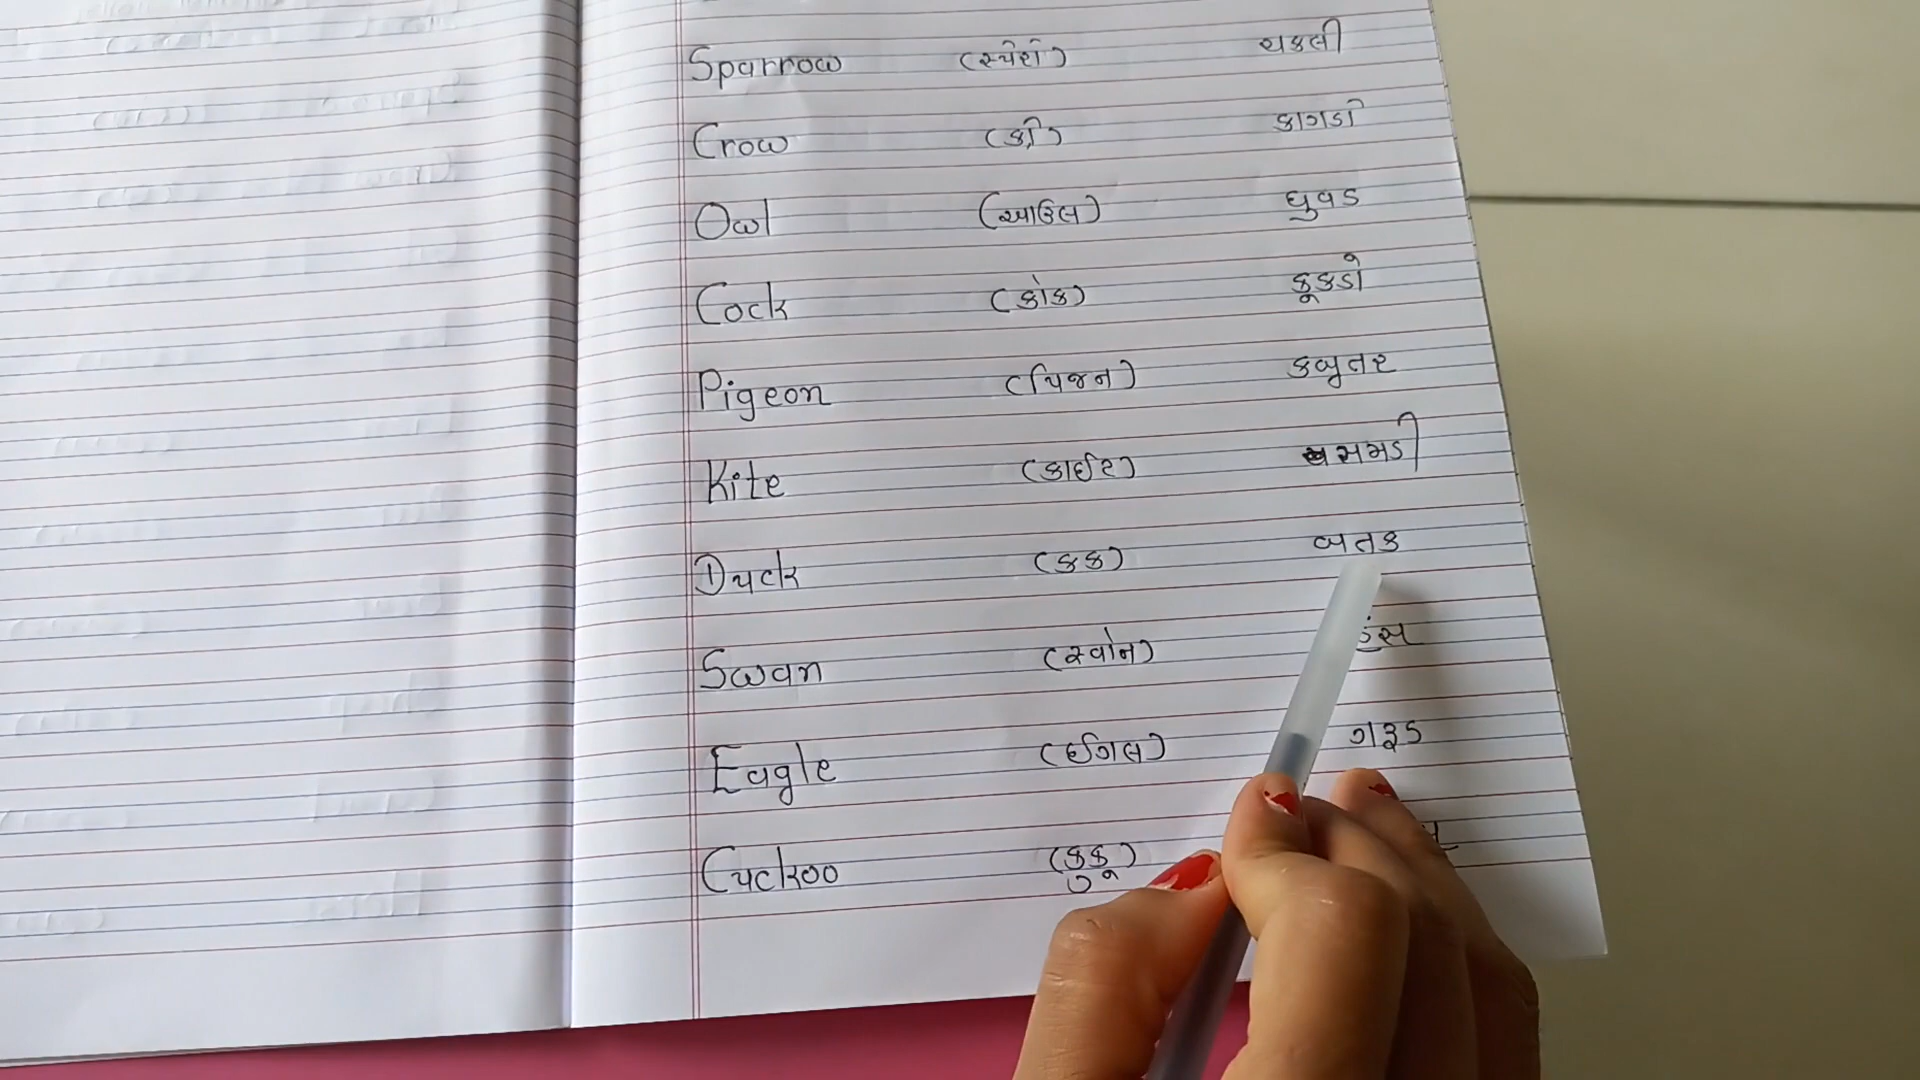 Sparrow (સ્પેરો) ચકલી
Crow (ક્રો) કાગડો
Owl (આઉલ) ઘુવડ
Cock (કોક) કૂકડો
Pigeon (પિજન) કબુતર
Kite (કાઈટ) સમડી
Duck (ડક) બતક
Swan (સ્વોન) હંસ
Eagle (ઈગલ) ગરૂડ
Cuckoo (કુકૂ)